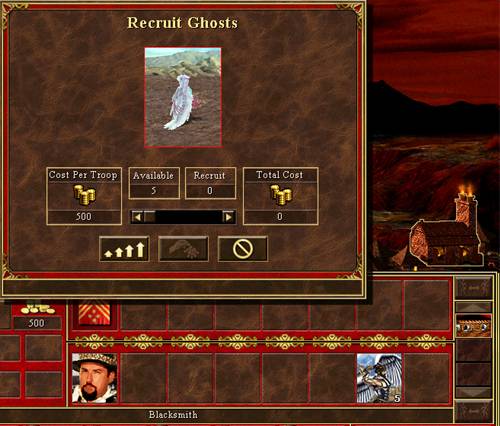 Recruit Ghosts
Cost Per Troop
Available
Recruit
Total Cost
5
0
500
0
500
5
Blacksmith